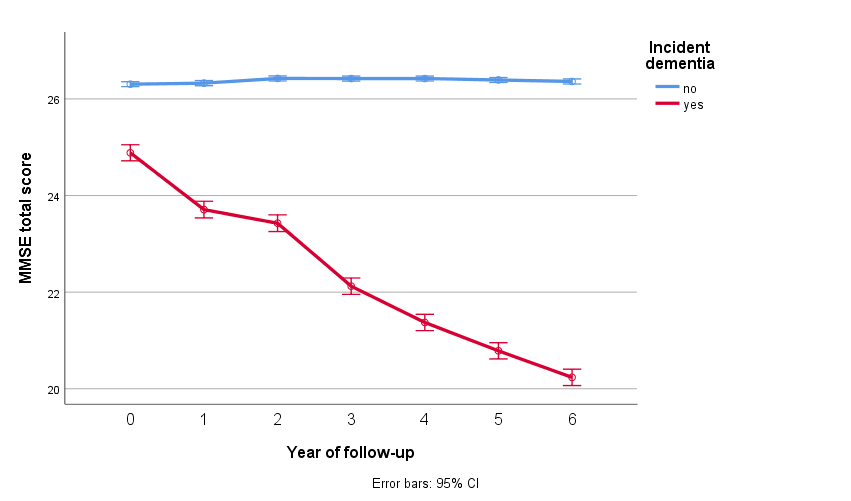 Incident
dementia
no
yes
MMSE total score
26
24
22
20
0 1 2 3 4 5 6
Year of follow-up
Error bars: 95% CI